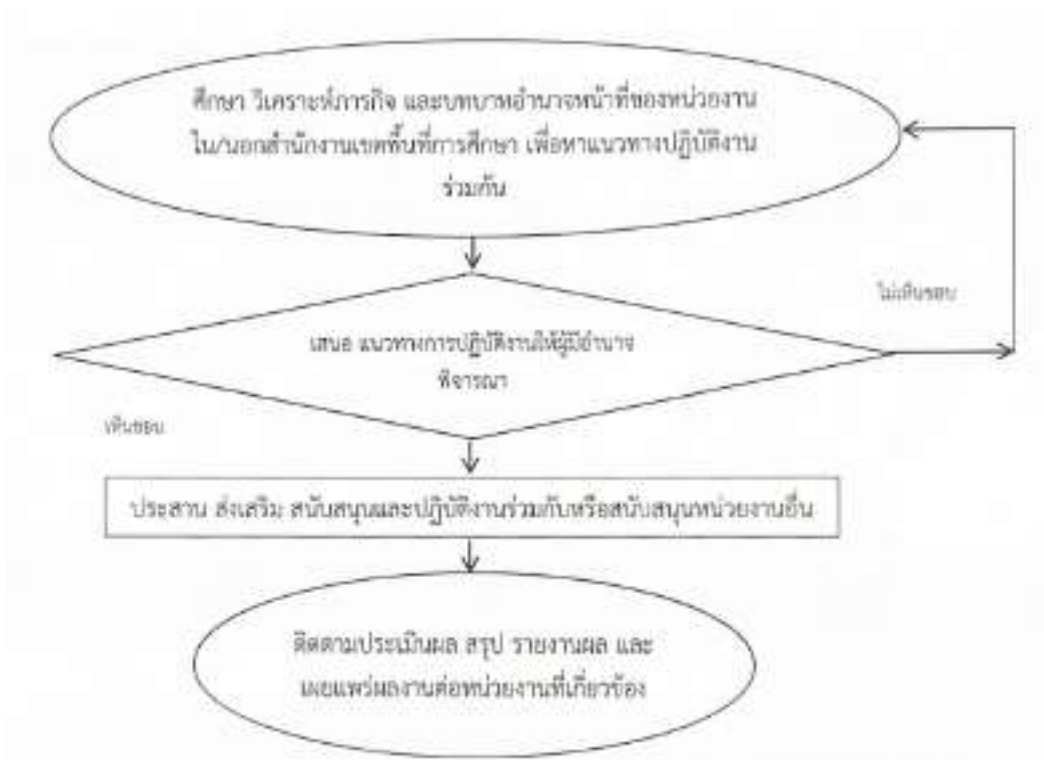 ศึกษา วิเคราะห์ภารกิจ และบทบาทอำนาจหน้าที่ของหน่วยงาน
ใน/นอกสำนักงานเขตพื้นที่การศึกษา เพื่อหาแนวทางปฏิบัติงาน
ร่วมกัน
ไม่เห็นชอบ
เสนอ แนวทางการปฏิบัติงานให้ผู้มีอำนาจ
พิจารณา
เห็นชอบ
ประสาน ส่งเสริม สนับสนุนและปฏิบัติงานร่วมกับหรือสนับสนุนหน่วยงานอื่น
ติดตามประเมินผล สรุป รายงานผล และ
เผยแพร่ผลงานต่อหน่วยงานที่เกี่ยวข้อง